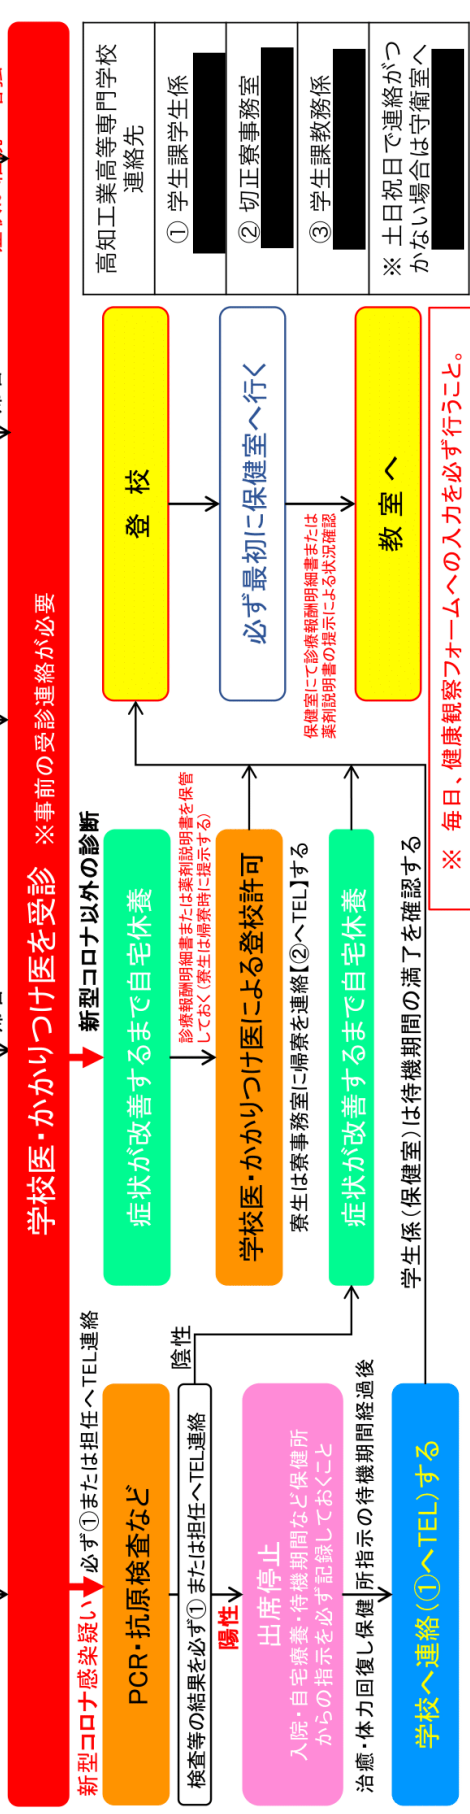 学校医・かかりつけ医を受診 ※事前の受診連絡が必要
新型コロナ感染疑い
必ず①または担任へTEL連絡
PCR・抗原検査など
検査等の結果を必ず①または担任へTEL連絡
陰性
陽性
出席停止
入院・自宅療養・待機期間など保健所
からの指示を必ず記録しておくこと
治癒・体力回復し保健所指示の待機期間経過後
学校へ連絡(①へTEL)する
新型コロナ以外の診断
症状が改善するまで自宅休養
診療報酬明細書または薬剤説明書を保管
しておく(寮生は帰寮時に提示する)
学校医・かかりつけ医による登校許可
寮生は寮事務室に帰寮を連絡【②へTEL】する
症状が改善するまで自宅休養
学生係(保健室)は待機期間の満了を確認する
登 校
必ず最初に保健室へ行く
保健室にて診療報酬明細書または
薬剤説明書の提示による状況確認
教 室 へ
※ 毎日、健康観察フォームへの入力を必ず行うこと。
高知工業高等専門学校
連絡先
① 学生課学生係
② 切正寮事務室
③ 学生課教務係
※ 土日祝日で連絡がつ
かない場合は守衛室へ